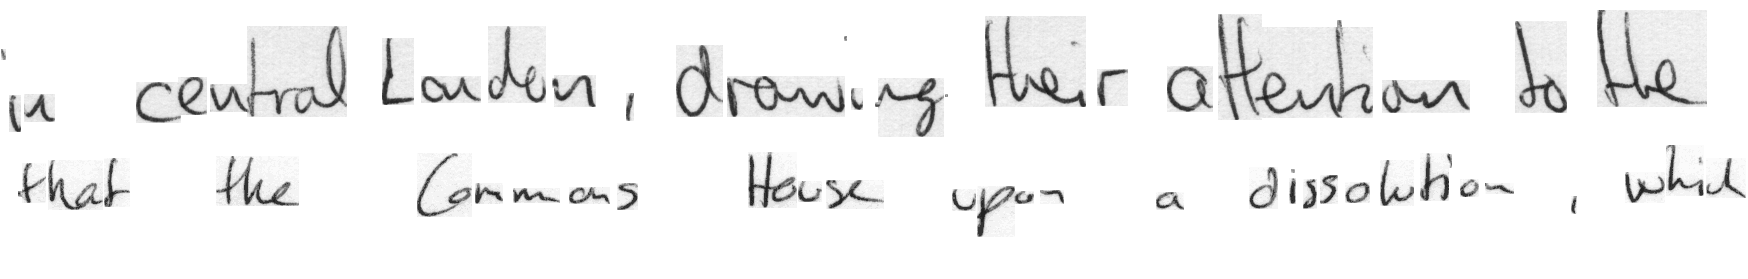 in central London, drawing their attention to the
that the Commons House upon a dissolution, which